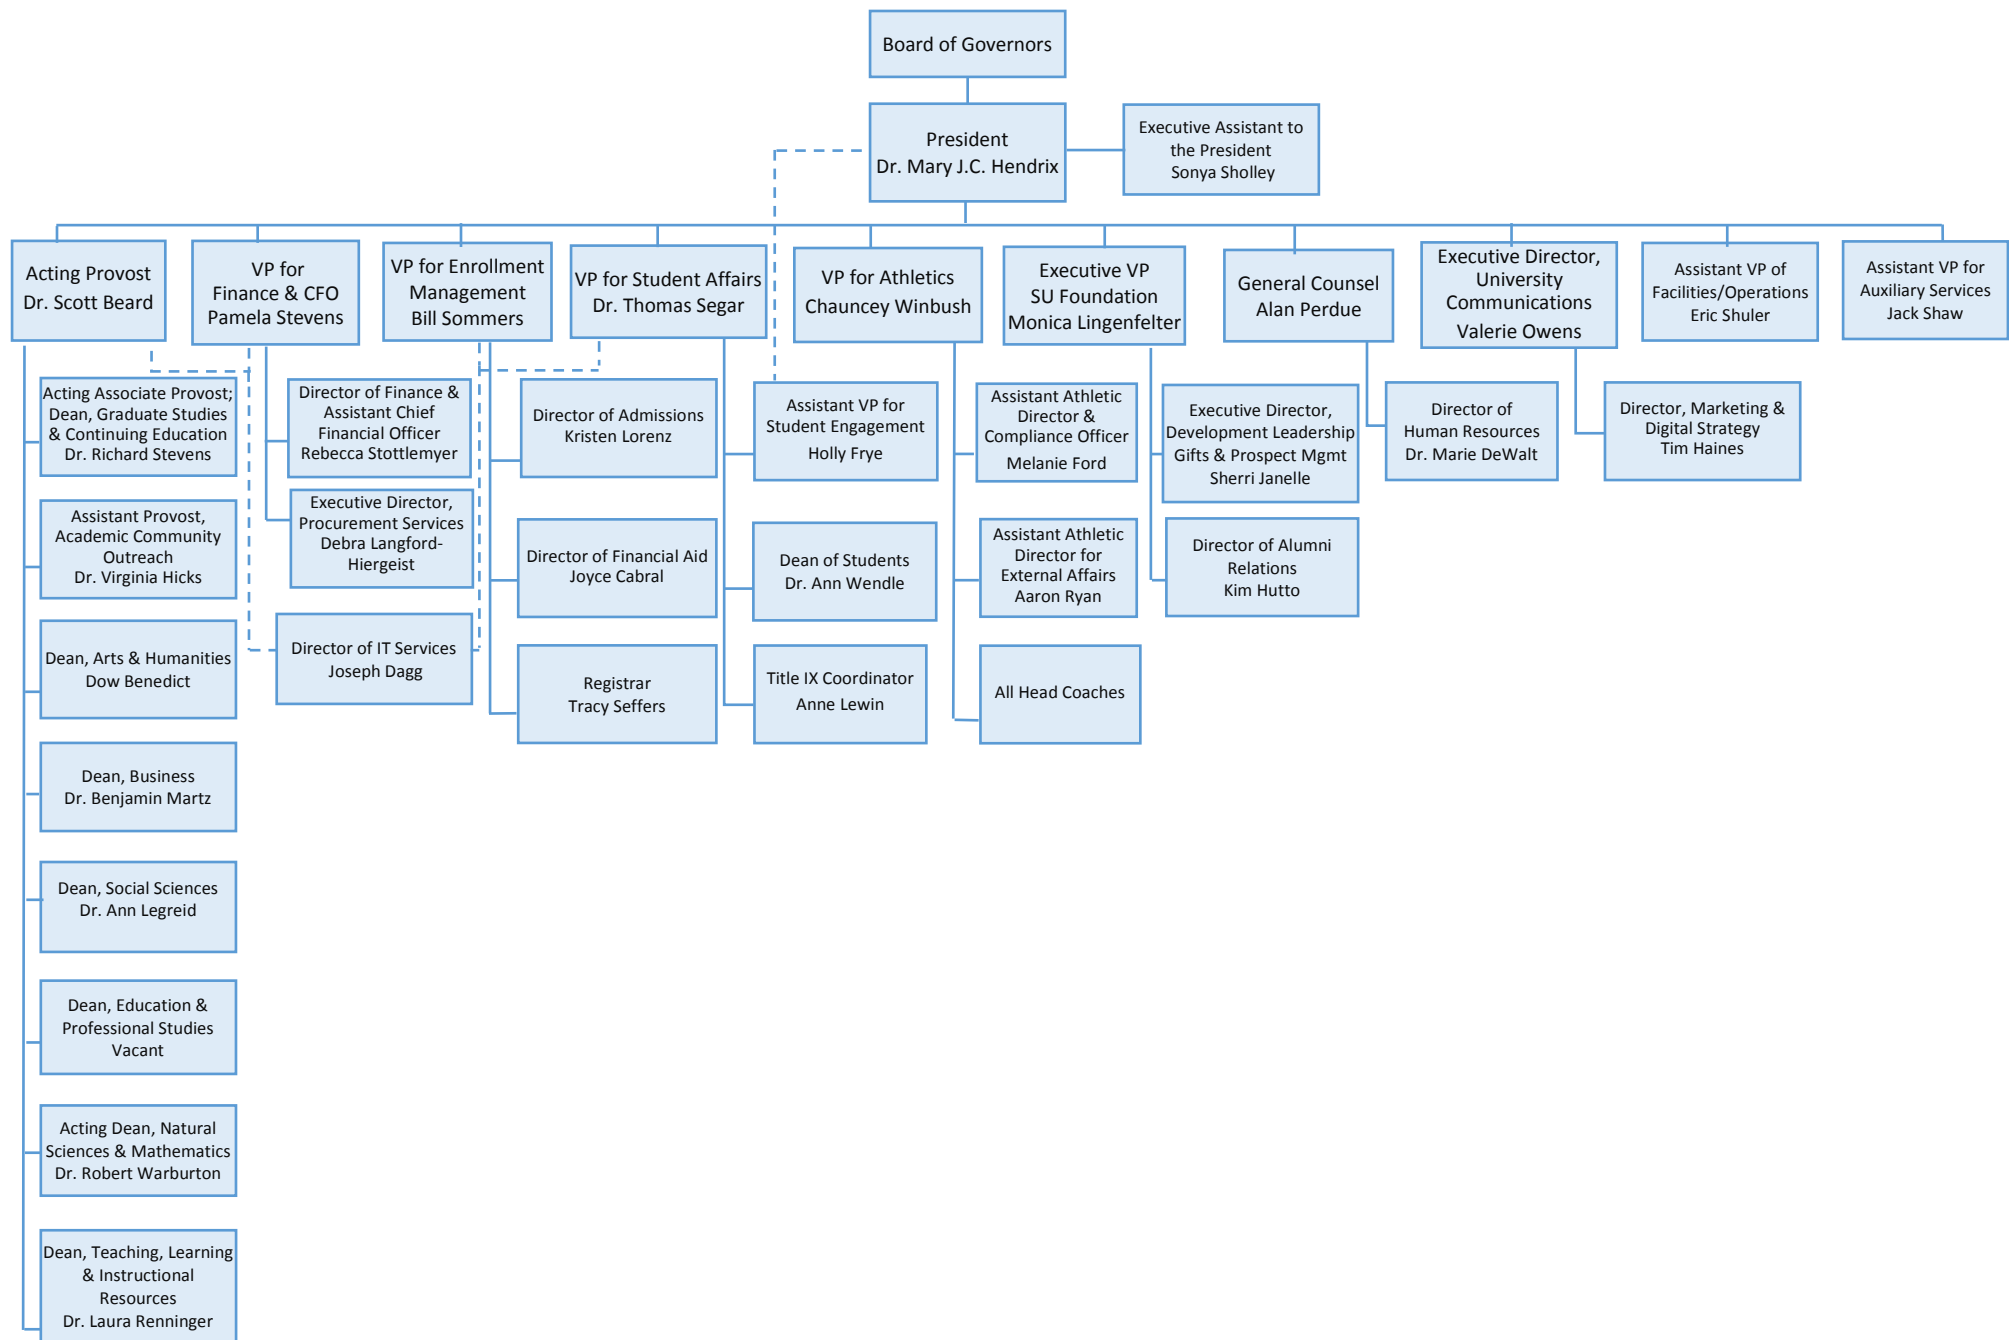 Board of Governors
President
Dr. Mary J.C. Hendrix
Executive Assistant to
the President
Sonya Sholley
Acting Provost
Dr. Scott Beard
VP for
Finance & CFO
Pamela Stevens
VP for Enrollment
Management
Bill Sommers
VP for Student Affairs
Dr. Thomas Segar
VP for Athletics
Chauncey Winbush
Executive VP
SU Foundation
Monica Lingenfelter
General Counsel
Alan Perdue
Executive Director,
University
Communications
Valerie Owens
Assistant VP of
Facilities/Operations
Eric Shuler
Assistant VP for
Auxiliary Services
Jack Shaw
Acting Associate Provost;
Dean, Graduate Studies
& Continuing Education
Dr. Richard Stevens
Director of Finance &
Assistant Chief
Financial Officer
Rebecca Stottlemyer
Director of Admissions
Kristen Lorenz
Assistant VP for
Student Engagement
Holly Frye
Assistant Athletic
Director &
Compliance Officer
Melanie Ford
Executive Director,
Development Leadership
Gifts & Prospect Mgmt
Sherri Janelle
Director of
Human Resources
Dr. Marie DeWalt
Director, Marketing &
Digital Strategy
Tim Haines
Assistant Provost,
Academic Community
Outreach
Dr. Virginia Hicks
Executive Director,
Procurement Services
Debra Langford-
Hiergeist
Director of Financial Aid
Joyce Cabral
Dean of Students
Dr. Ann Wendle
Assistant Athletic
Director for
External Affairs
Aaron Ryan
Director of Alumni
Relations
Kim Hutto
Dean, Arts & Humanities
Dow Benedict
Director of IT Services
Joseph Dagg
Registrar
Tracy Seffers
Title IX Coordinator
Anne Lewin
All Head Coaches
Dean, Business
Dr. Benjamin Martz
Dean, Social Sciences
Dr. Ann Legreid
Dean, Education &
Professional Studies
Vacant
Acting Dean, Natural
Sciences & Mathematics
Dr. Robert Warburton
Dean, Teaching, Learning
& Instructional
Resources
Dr. Laura Renninger